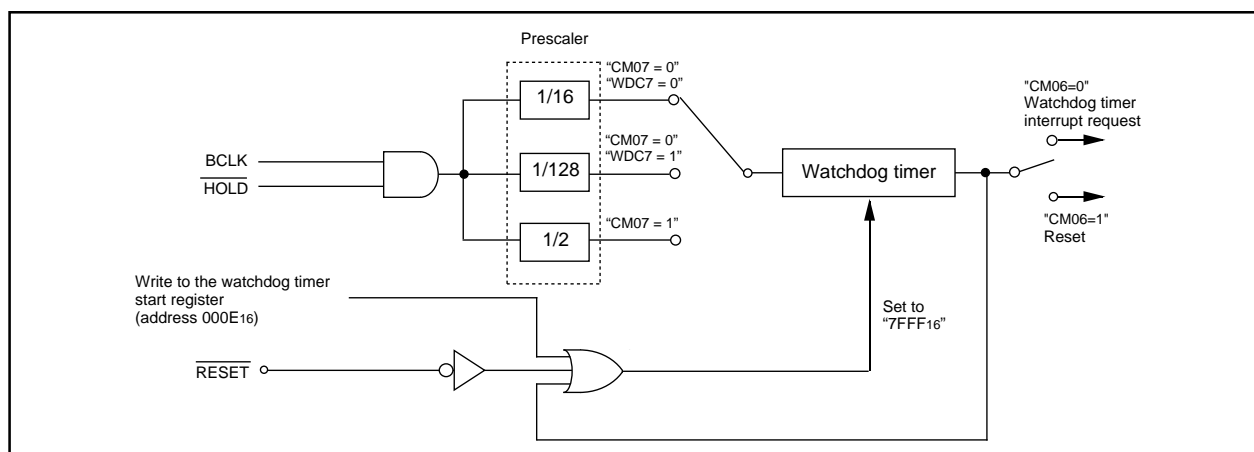 Prescaler
“CM07 = 0”
“WDC7 = 0”
1/16
"CM06=0"
Watchdog timer
interrupt request
BCLK
HOLD
“CM07 = 0”
“WDC7 = 1”
1/128
Watchdog timer
“CM07 = 1”
1/2
"CM06=1"
Reset
Write to the watchdog timer
start register
(address 000E16)
Set to
“7FFF16”
RESET